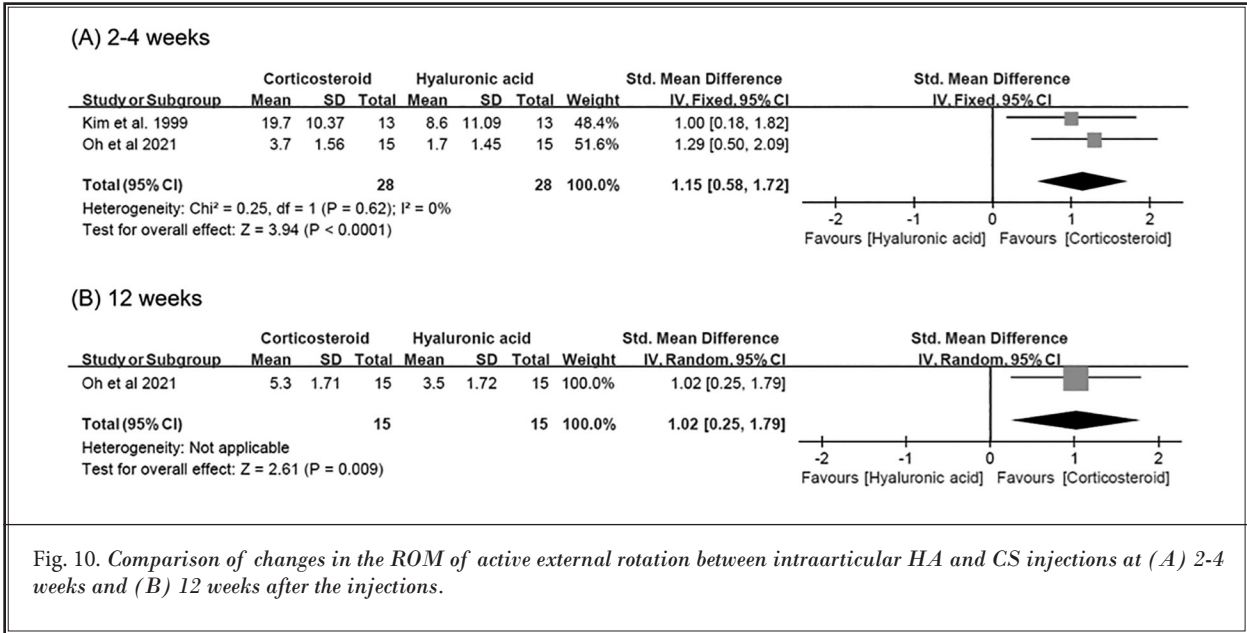 (A) 2-4 weeks
Corticosteroid Hyaluronic acid Std. Mean Difference Std. Mean Difference
Study or Subgroup Mean SD Total Mean SD Total Weight IV, Fixed, 95% CI IV, Fixed, 95% CI
Kim et al. 1999 19.7 10.37 13 8.6 11.09 13 48.4% 1.00 [0.18, 1.82]
Oh et al 2021 3.7 1.56 15 1.7 1.45 15 51.6% 1.29 [0.50, 2.09]
Total (95% CI) 28 28 100.0% 1.15 [0.58, 1.72]
Heterogeneity: Chi² = 0.25, df = 1 (P = 0.62); I² = 0%
Test for overall effect: Z = 3.94 (P < 0.0001)
-2 -1 0 1 2
Favours [Hyaluronic acid] Favours [Corticosteroid]
(B) 12 weeks
Corticosteroid Hyaluronic acid Std. Mean Difference Std. Mean Difference
Study or Subgroup Mean SD Total Mean SD Total Weight IV, Random, 95% CI IV, Random, 95% CI
Oh et al 2021 5.3 1.71 15 3.5 1.72 15 100.0% 1.02 [0.25, 1.79]
Total (95% CI) 15 15 100.0% 1.02 [0.25, 1.79]
Heterogeneity: Not applicable
Test for overall effect: Z = 2.61 (P = 0.009)
-2 -1 0 1 2
Favours [Hyaluronic acid] Favours [Corticosteroid]
Fig. 10. Comparison of changes in the ROM of active external rotation between intraarticular HA and CS injections at (A) 2-4
weeks and (B) 12 weeks after the injections.